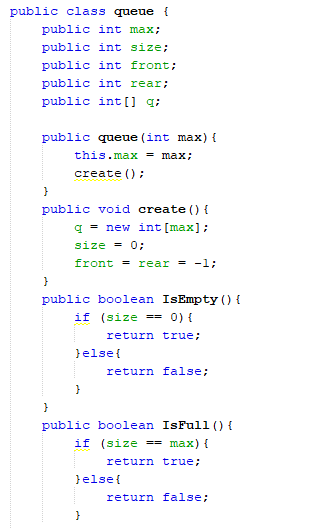 public class queue {
    public int max;
    public int size;
    public int front;
    public int rear;
    public int[] q;

    public queue(int max){
        this.max = max;
        create();
    }
    public void create(){
        q = new int[max];
        size = 0;
        front = rear = -1;
    }
    public boolean IsEmpty(){
        if (size == 0){
            return true;
        }else{
            return false;
        }
    }
    public boolean IsFull(){
        if (size == max){
            return true;
        }else{
            return false;
        }